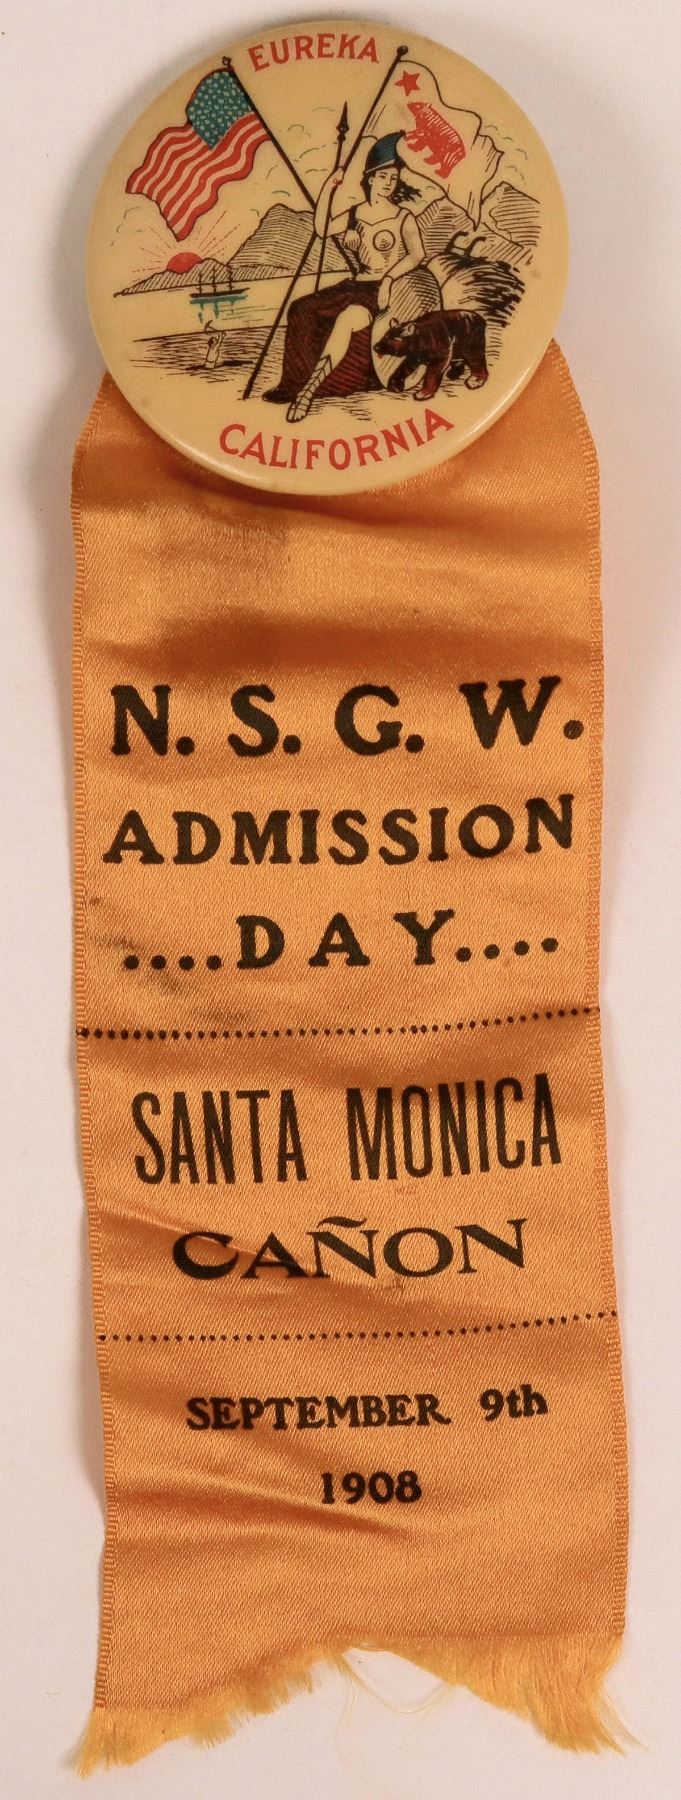 EUREKA
CALIFORNIA
N. S. G. W.
ADMISSION
....DAY....
SANTA MONICA
CAÑON
SEPTEMBER 9th
1908